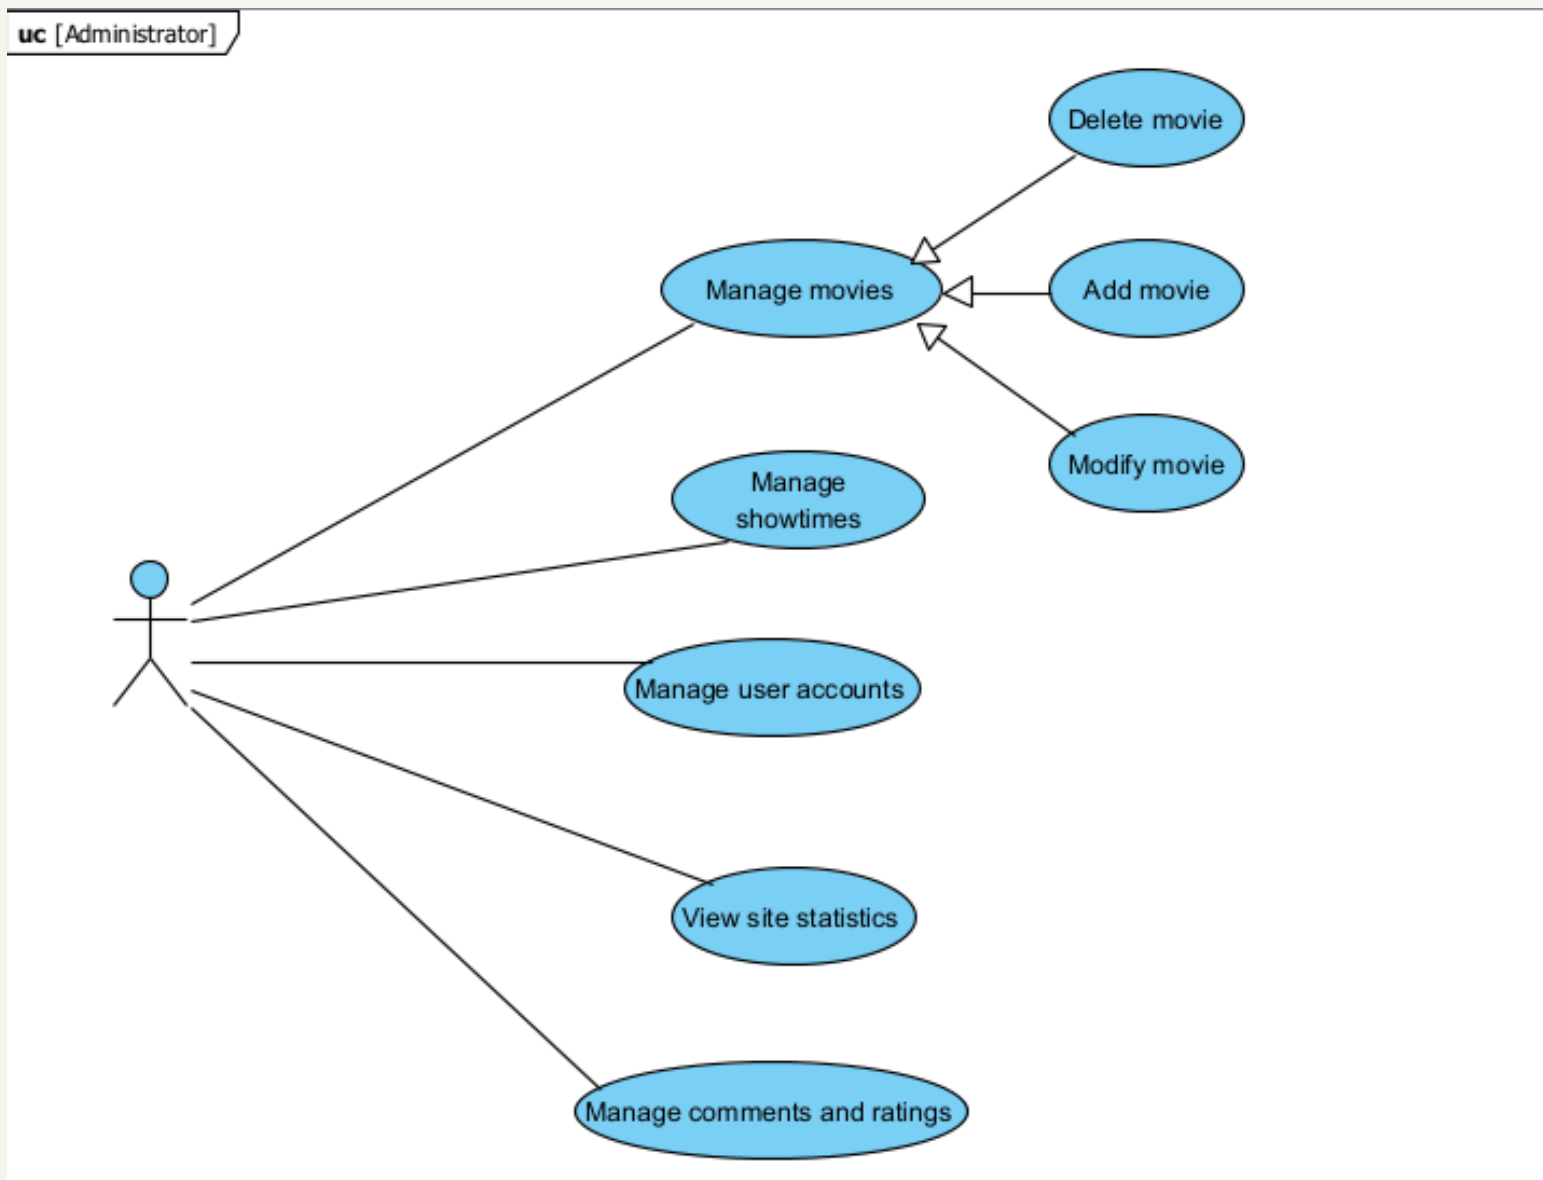 uc [Administrator]
Delete movie
Manage movies
Add movie
Modify movie
Manage
showtimes
Manage user accounts
View site statistics
Manage comments and ratings